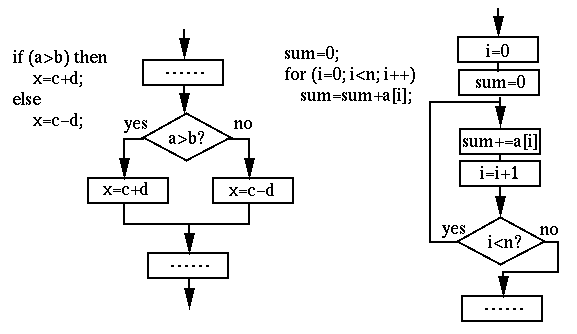 if (a>b) then
x=c+d;
else
x=c-d;
------
yes
a>b?
no
x=c+d
x=c-d
------
sum=0;
for (i=0; i<n; i++)
sum=sum+a[i];
i=0
sum=0
sum+=a[i]
i=i+1
yes
i<n?
no
------